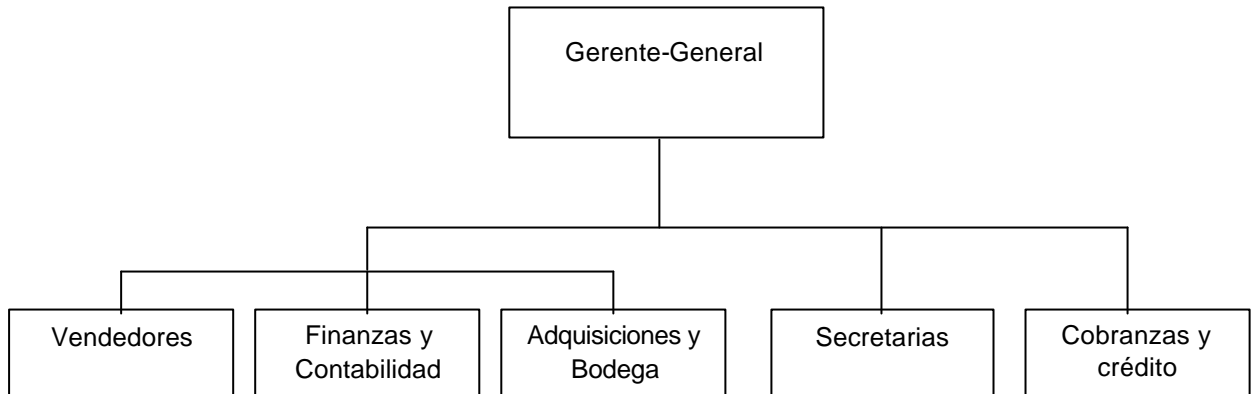 Gerente-General
Vendedores
Finanzas y
Contabilidad
Adquisiciones y
Bodega
Secretarias
Cobranzas y
crédito